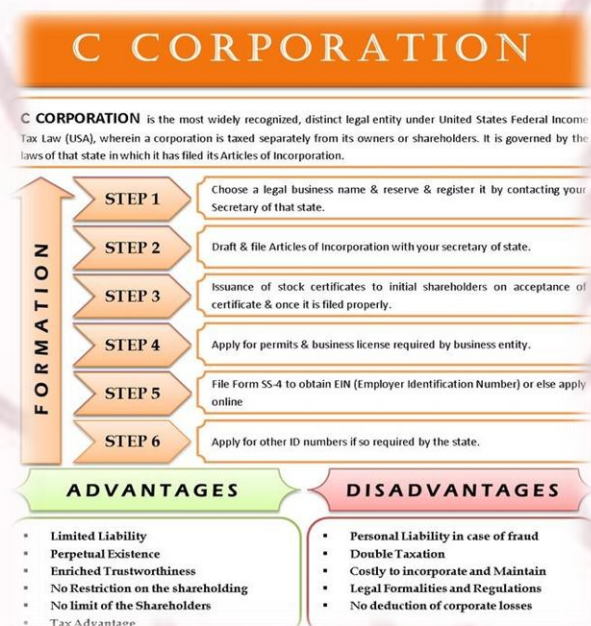 C CORPORATION
C CORPORATION is the most widely recognized, distinct legal entity under United States Federal Income
Tax Law (USA), wherein a corporation is taxed separately from its owners or shareholders. It is governed by the
laws of that state in which it has filed its Articles of Incorporation.
FORMATION
STEP 1
Choose a legal business name & reserve & register it by contacting your
Secretary of that state.
STEP 2
Draft & file Articles of Incorporation with your secretary of state.
STEP 3
Issuance of stock certificates to initial shareholders on acceptance of
certificate & once it is filed properly.
STEP 4
Apply for permits & business license required by business entity.
STEP 5
File Form SS-4 to obtain EIN (Employer Identification Number) or else apply
online
STEP 6
Apply for other ID numbers if so required by the state.
ADVANTAGES
▪ Limited Liability
▪ Perpetual Existence
▪ Enriched Trustworthiness
▪ No Restriction on the shareholding
▪ No limit of the Shareholders
▪ Tax Advantage
DISADVANTAGES
▪ Personal Liability in case of fraud
▪ Double Taxation
▪ Costly to incorporate and Maintain
▪ Legal Formalities and Regulations
▪ No deduction of corporate losses